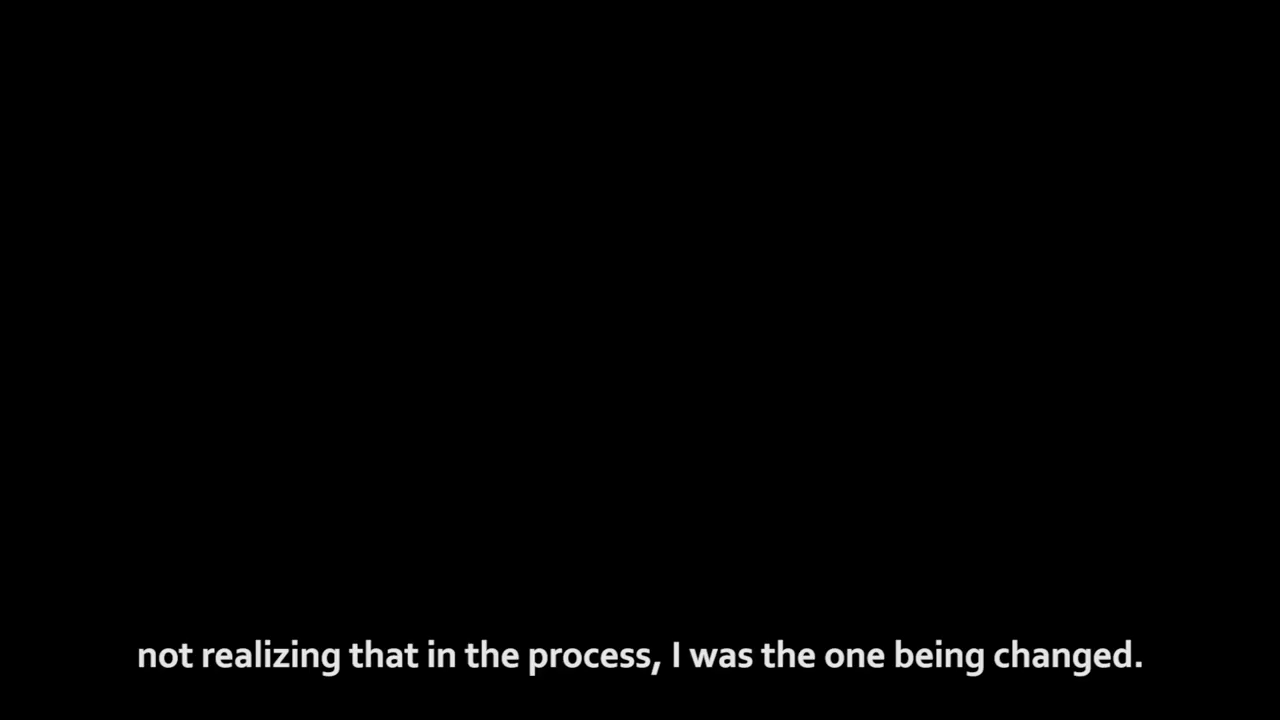 not realizing that in the process, I was the one being changed.